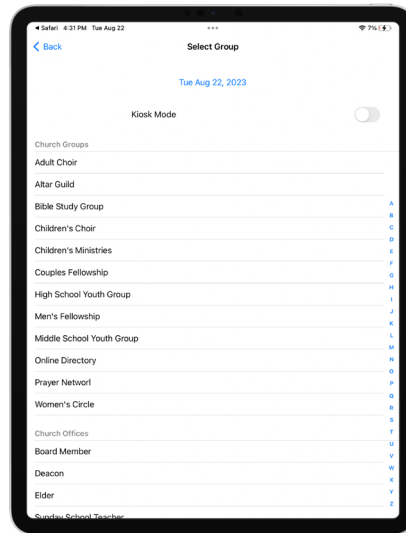 Safari 4:31 PM Tue Aug 22 7%
Back Select Group
Tue Aug 22, 2023
Kiosk Mode
Church Groups
Adult Choir
Altar Guild
Bible Study Group
Children's Choir
Children's Ministries
Couples Fellowship
High School Youth Group
Men's Fellowship
Middle School Youth Group
Online Directory
Prayer Networl
Women's Circle
Church Offices
Board Member
Deacon
Elder
Sunday School Teacher
A
B
C
D
E
F
G
H
I
J
K
L
M
N
O
P
Q
R
S
T
U
V
W
X
Y
Z